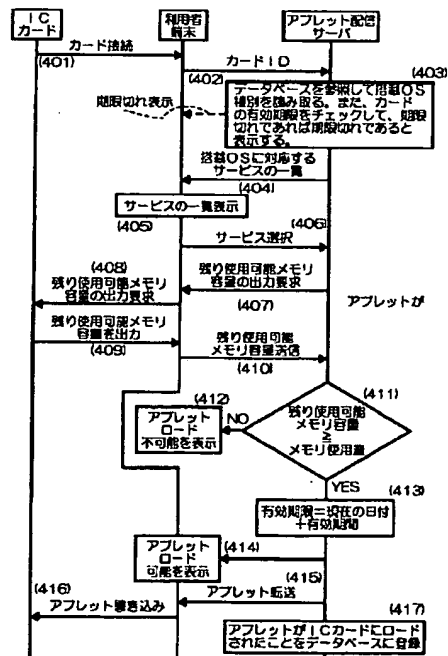 ICカード
利用者
端末
アプレット配信
サーバ
カード接続
(401)
カードID
(402)
(403)
データベースを参照して搭載OS
種別を読み取る。また、カード
の有効期限をチェックして、期限
切れであれば期限切れであると
表示する。
期限切れ表示
搭載OSに対応する
サービスの一覧
(404)
サービスの一覧表示
(405)
(406)
サービス選択
(408)
残り使用可能メモリ
容量の出力要求
残り使用可能メモリ
容量の出力要求
(407)
アプレットが
残り使用可能メモリ
容量を出力
(409)
残り使用可能
メモリ容量送信
(410)
(411)
残り使用可能
メモリ容量
≧
メモリ使用量
(412)
アプレット
ロード
不可能を表示
NO
YES
(413)
有効期限=現在の日付
+有効期間
アプレット
ロード
可能を表示
(414)
(415)
アプレット転送
(416)
アプレット書き込み
(417)
アプレットがICカードにロード
されたことをデータベースに登録